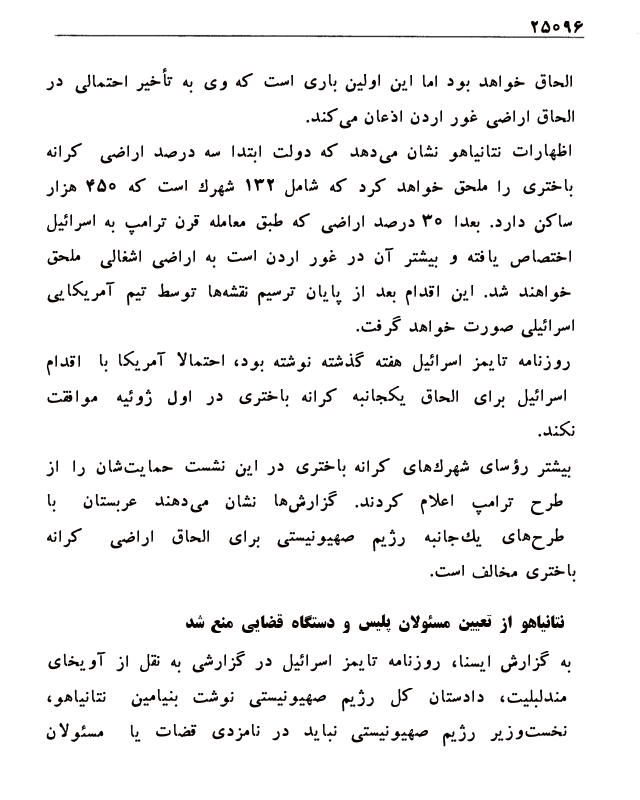 ۲۵۰۹۶
الحاق خواهد بود اما این اولین باری است که وی به تأخیر احتمالی در
الحاق اراضی غور اردن اذعان می‌کند.
اظهارات نتانیاهو نشان می‌دهد که دولت ابتدا سه درصد اراضی کرانه
باختری را ملحق خواهد کرد که شامل ۱۳۲ شهرك است که ۴۵۰ هزار
ساکن دارد. بعدا ۳۰ درصد اراضی که طبق معامله قرن ترامپ به اسرائیل
اختصاص یافته و بیشتر آن در غور اردن است به اراضی اشغالی ملحق
خواهند شد. این اقدام بعد از پایان ترسیم نقشه‌ها توسط تیم آمریکایی
اسرائیلی صورت خواهد گرفت.
روزنامه تایمز اسرائیل هفته گذشته نوشته بود، احتمالا آمریکا با اقدام
اسرائیل برای الحاق یکجانبه کرانه باختری در اول ژوئیه موافقت
نکند.
بیشتر رؤسای شهرك‌های کرانه باختری در این نشست حمایت‌شان را از
طرح ترامپ اعلام کردند. گزارش‌ها نشان می‌دهند عربستان با
طرح‌های یك‌جانبه رژیم صهیونیستی برای الحاق اراضی کرانه
باختری مخالف است.
نتانیاهو از تعیین مسئولان پلیس و دستگاه قضایی منع شد
به گزارش ایسنا، روزنامه تایمز اسرائیل در گزارشی به نقل از آویخای
مندلبلیت، دادستان کل رژیم صهیونیستی نوشت بنیامین نتانیاهو،
نخست‌وزیر رژیم صهیونیستی نباید در نامزدی قضات یا مسئولان